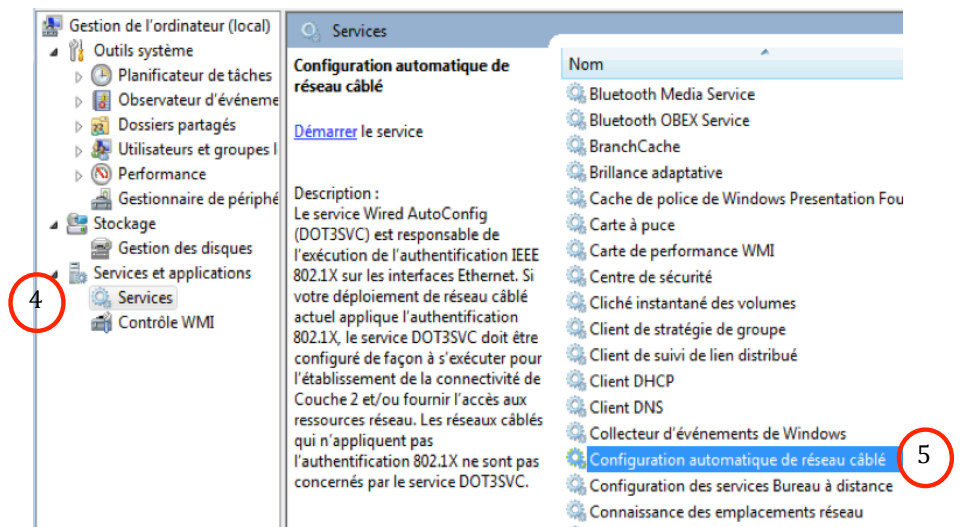 Gestion de l'ordinateur (local)
Outils système
Planificateur de tâches
Observateur d'événeme
Dossiers partagés
Utilisateurs et groupes l
Performance
Gestionnaire de périphé
Stockage
Gestion des disques
Services et applications
4
Services
Contrôle WMI
Services
Configuration automatique de
réseau câblé
Démarrer le service
Description :
Le service Wired AutoConfig
(DOT3SVC) est responsable de
l'exécution de l'authentification IEEE
802.1X sur les interfaces Ethernet. Si
votre déploiement de réseau câblé
actuel applique l'authentification
802.1X, le service DOT3SVC doit être
configuré de façon à s'exécuter pour
l'établissement de la connectivité de
Couche 2 et/ou fournir l'accès aux
ressources réseau. Les réseaux câblés
qui n'appliquent pas
l'authentification 802.1X ne sont pas
concernés par le service DOT3SVC.
Nom
Bluetooth Media Service
Bluetooth OBEX Service
BranchCache
Brillance adaptative
Cache de police de Windows Presentation Fou
Carte à puce
Carte de performance WMI
Centre de sécurité
Cliché instantané des volumes
Client de stratégie de groupe
Client de suivi de lien distribué
Client DHCP
Client DNS
Collecteur d'événements de Windows
Configuration automatique de réseau câblé
5
Configuration des services Bureau à distance
Connaissance des emplacements réseau